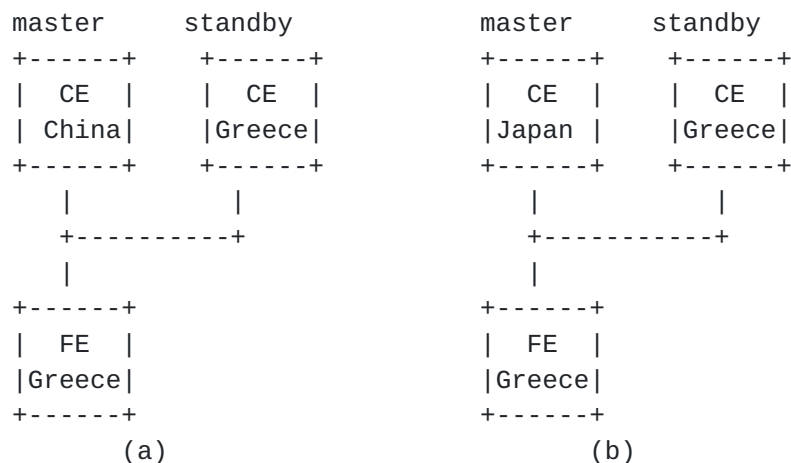 master     standby               master     standby
+------+    +------+             +------+    +------+
|  CE  |    |  CE  |             |  CE  |    |  CE  |
| China|    |Greece|             |Japan |    |Greece|
+------+    +------+             +------+    +------+
   |          |                     |           |
   +----------+                     +-----------+
   |                                |
+------+                         +------+
|  FE  |                         |  FE  |
|Greece|                         |Greece|
+------+                         +------+
       (a)                              (b)